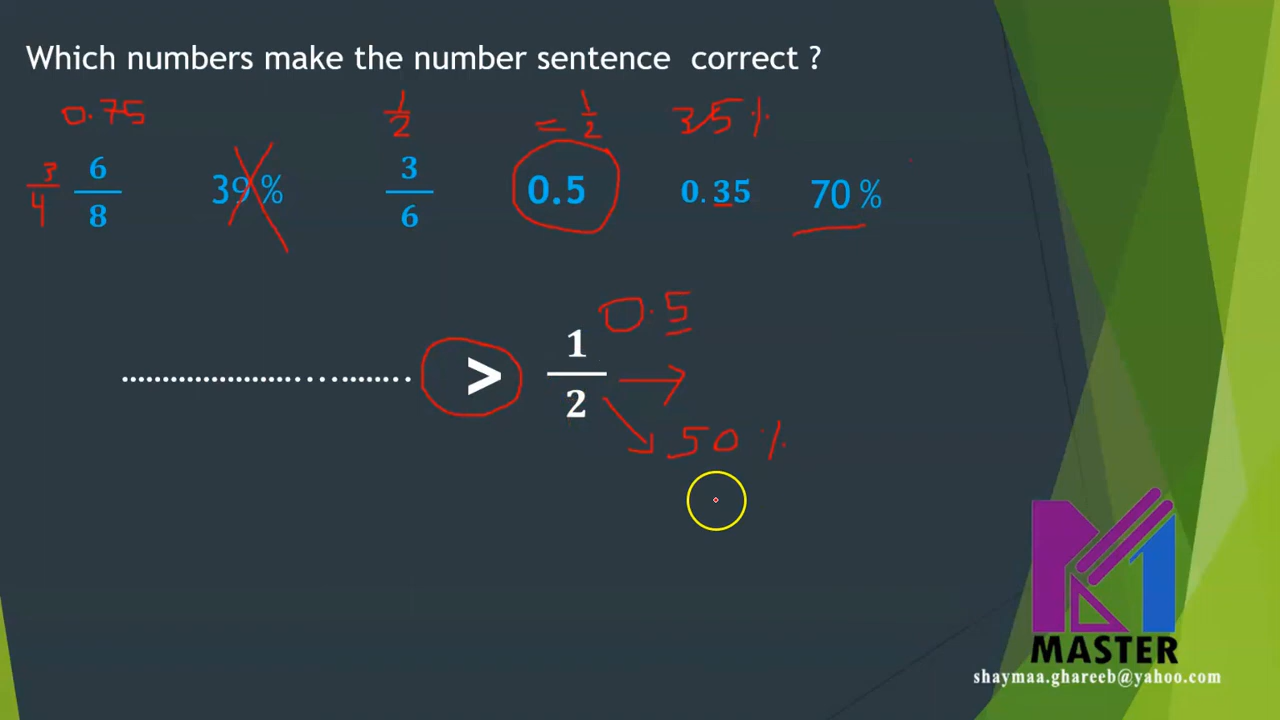 Which numbers make the number sentence correct ?
0.75 1/2 = 1/2 35%
3/4 6/8 39% 3/6 0.5 0.35 70%
........................ > 1/2 0.5
50%
MASTER
shaymaa.ghareeb@yahoo.com